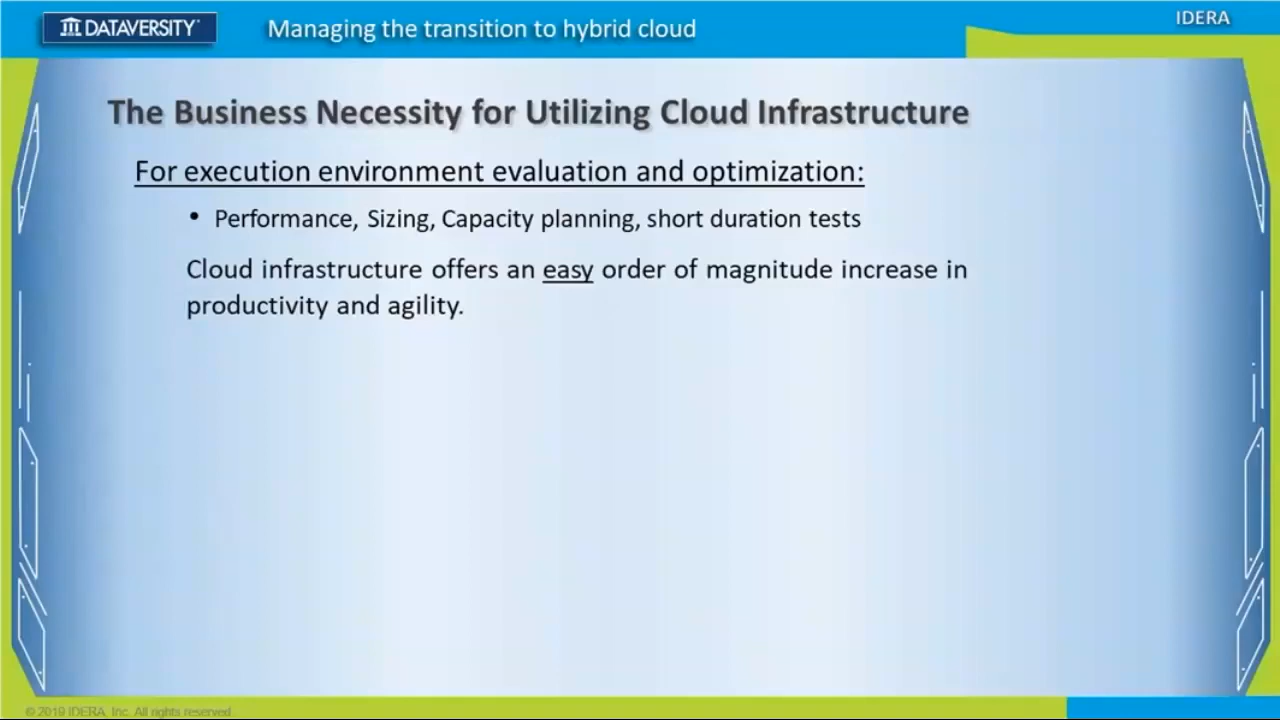 DATAVERSITY
Managing the transition to hybrid cloud
IDERA
The Business Necessity for Utilizing Cloud Infrastructure
For execution environment evaluation and optimization:
• Performance, Sizing, Capacity planning, short duration tests
Cloud infrastructure offers an easy order of magnitude increase in
productivity and agility.
© 2019 IDERA, Inc. All rights reserved.